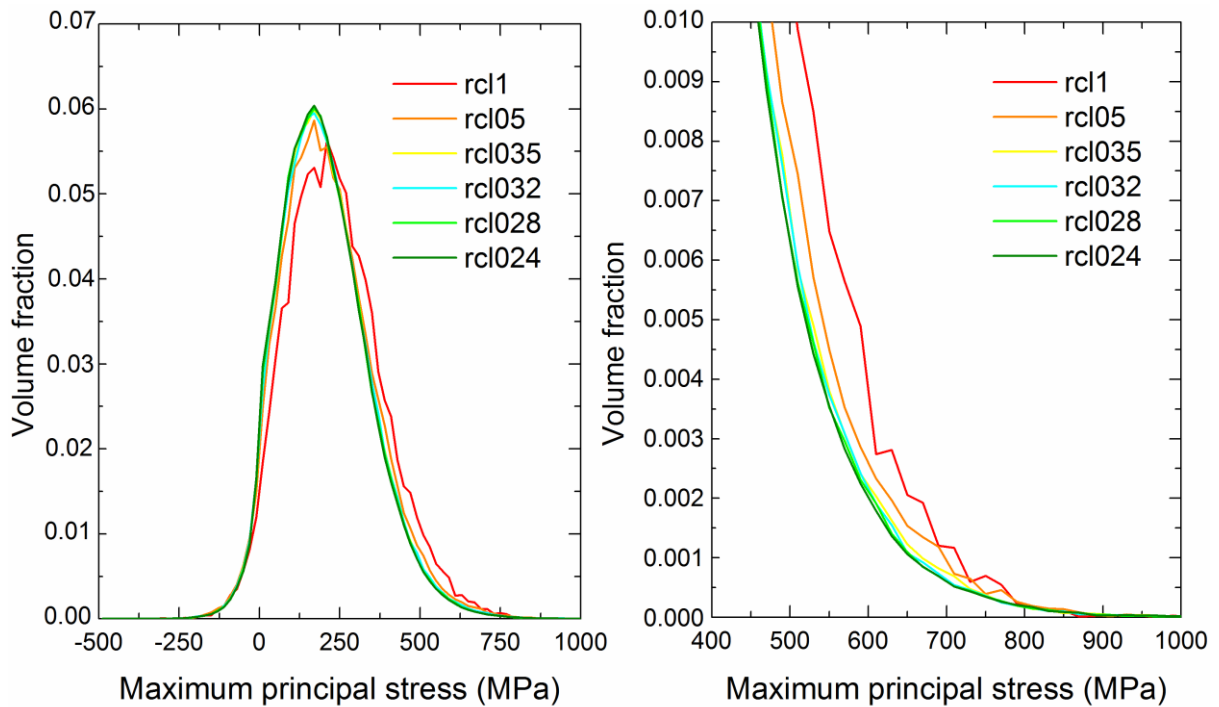 0.07
0.06
0.05
0.04
0.03
0.02
0.01
0.00
Volume fraction
-500
-250
0
250
500
750
1000
Maximum principal stress (MPa)
rcl1
rcl05
rcl035
rcl032
rcl028
rcl024
0.010
0.009
0.008
0.007
0.006
0.005
0.004
0.003
0.002
0.001
0.000
Volume fraction
400
500
600
700
800
900
1000
Maximum principal stress (MPa)
rcl1
rcl05
rcl035
rcl032
rcl028
rcl024